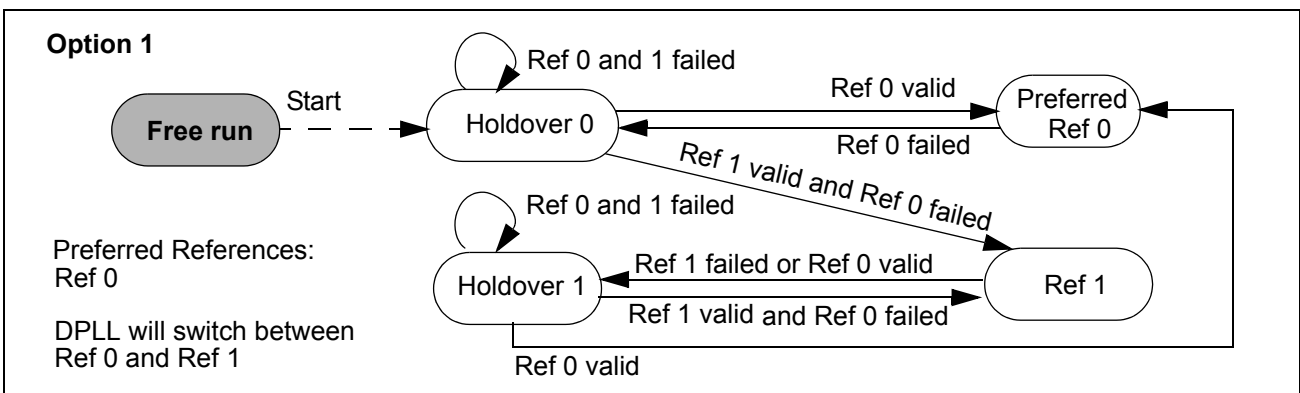 Option 1
Ref 0 and 1 failed
Start
Free run
Holdover 0
Ref 0 valid
Ref 0 failed
Preferred
Ref 0
Ref 1 valid and Ref 0 failed
Ref 0 and 1 failed
Preferred References:
Ref 0
DPLL will switch between
Ref 0 and Ref 1
Holdover 1
Ref 1 failed or Ref 0 valid
Ref 1 valid and Ref 0 failed
Ref 1
Ref 0 valid